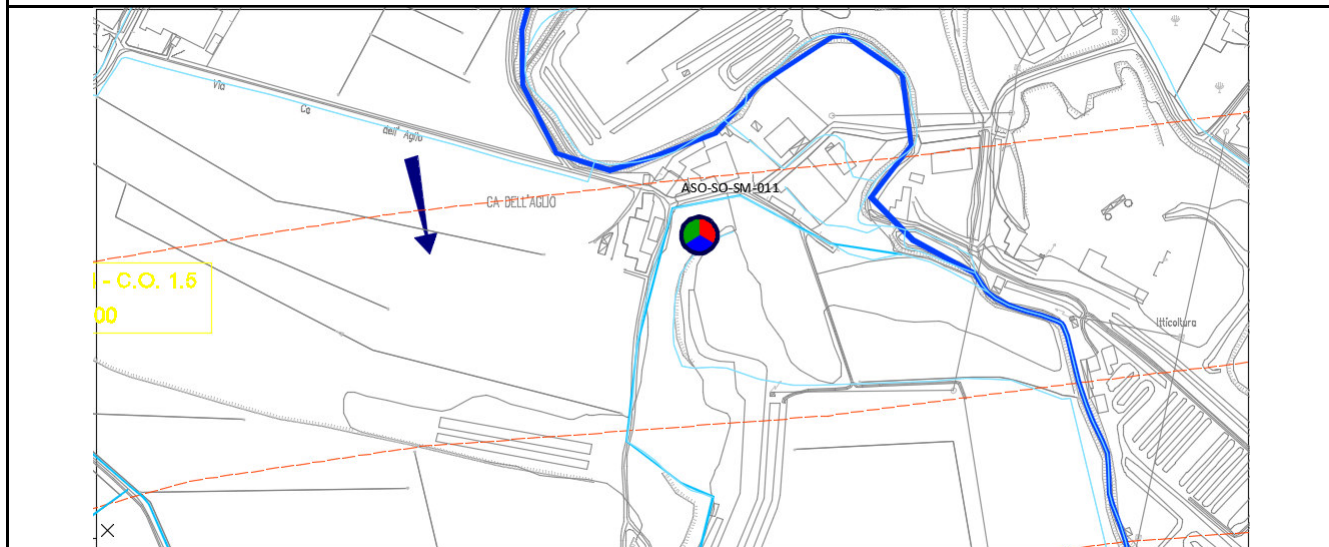 Via Ca dell' Aglio
ASO-SO-SM-011
CA DELL'AGLIO
- C.O. 1.5
00
Itticoltura